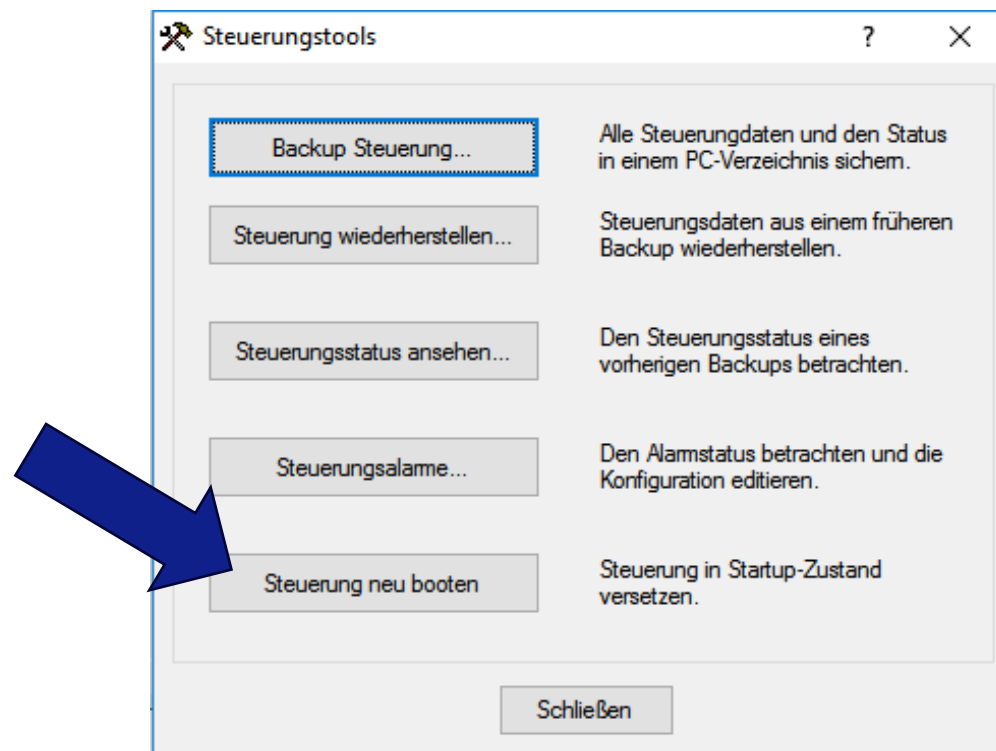 Steuerungstools
Backup Steuerung...
Alle Steuerungdaten und den Status
in einem PC-Verzeichnis sichern.
Steuerung wiederherstellen...
Steuerungsdaten aus einem früheren
Backup wiederherstellen.
Steuerungsstatus ansehen...
Den Steuerungsstatus eines
vorherigen Backups betrachten.
Steuerungsalarme...
Den Alarmstatus betrachten und die
Konfiguration editieren.
Steuerung neu booten
Steuerung in Startup-Zustand
versetzen.
Schließen